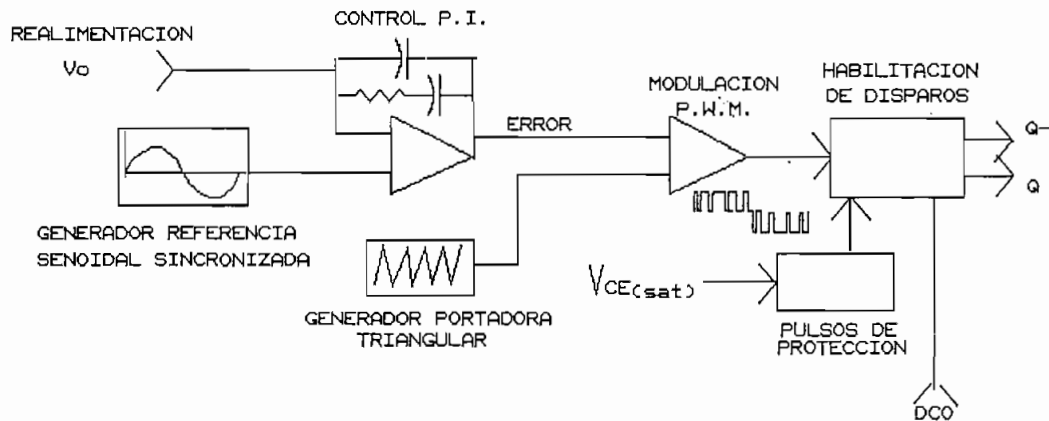 CONTROL P.I.
REALIMENTACION
Vo
MODULACION
P.W.M.
HABILITACION
DE DISPAROS
ERROR
Q-
Q
GENERADOR REFERENCIA
SENOIDAL SINCRONIZADA
GENERADOR PORTADORA
TRIANGULAR
VCE(sat)
PULSOS DE
PROTECCION
DCO